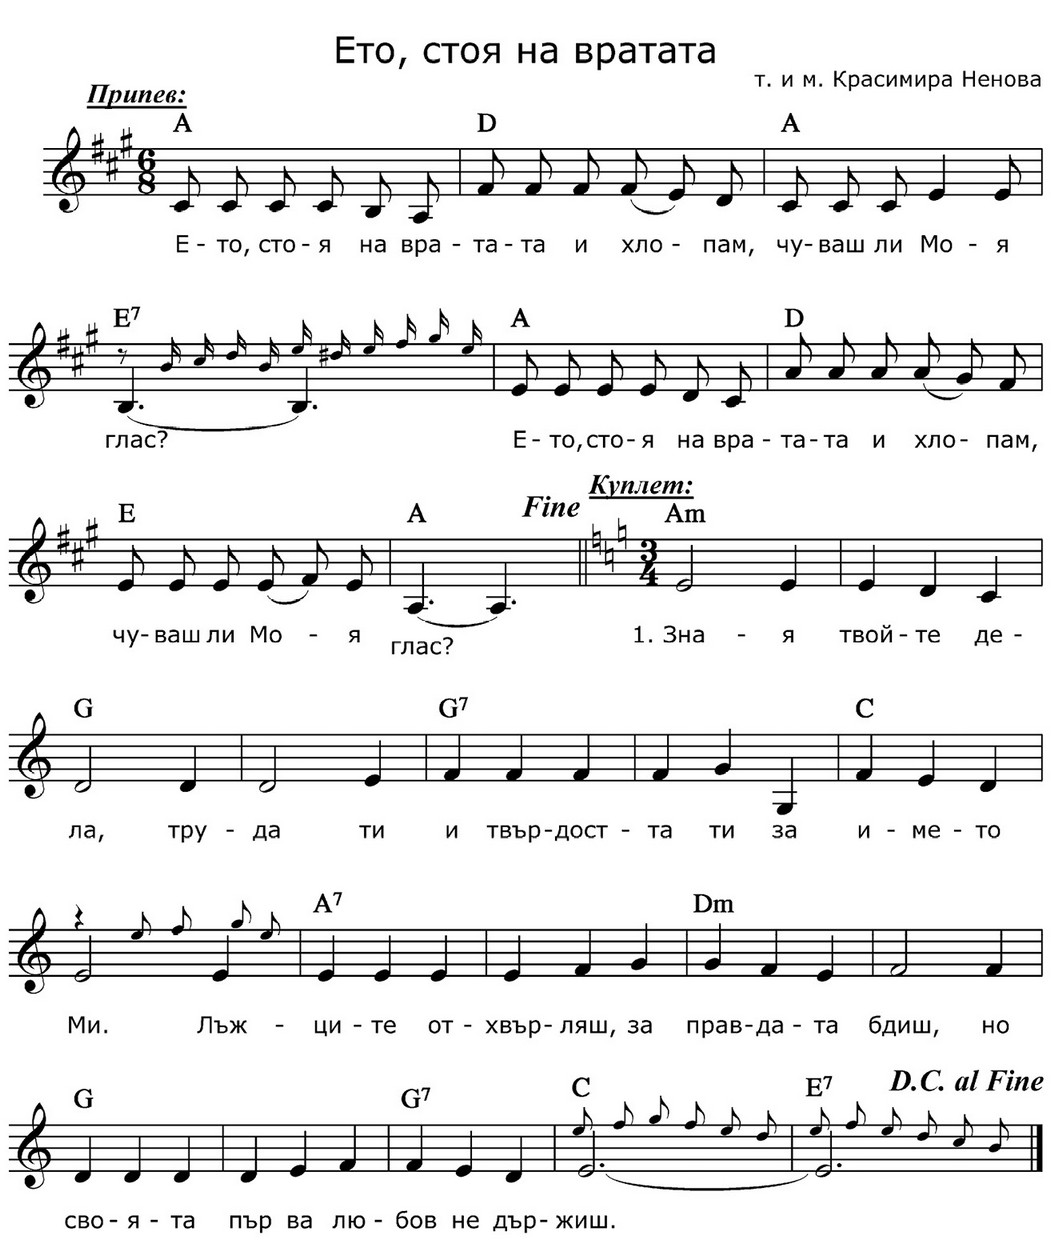 Ето, стоя на вратата
т. и м. Красимира Ненова
Припев:
A D A
6/8
Е - то, сто - я на вра - та - та и хло - пам, чу - ваш ли Мо - я
E7 A D
глас? Е - то, сто - я на вра - та - та и хло - пам,
Fine Куплет:
E A Am
3/4
чу - ваш ли Мо - я глас? 1. Зна - я твой - те де -
G G7 C
ла, тру - да ти и твър - дост - та ти за и - ме - то
A7 Dm
Ми. Лъж - ци - те от - хвър - ляш, за прав - да - та бдиш, но
D.C. al Fine
G G7 C E7
сво - я - та пър ва лю - бов не дър - жиш.